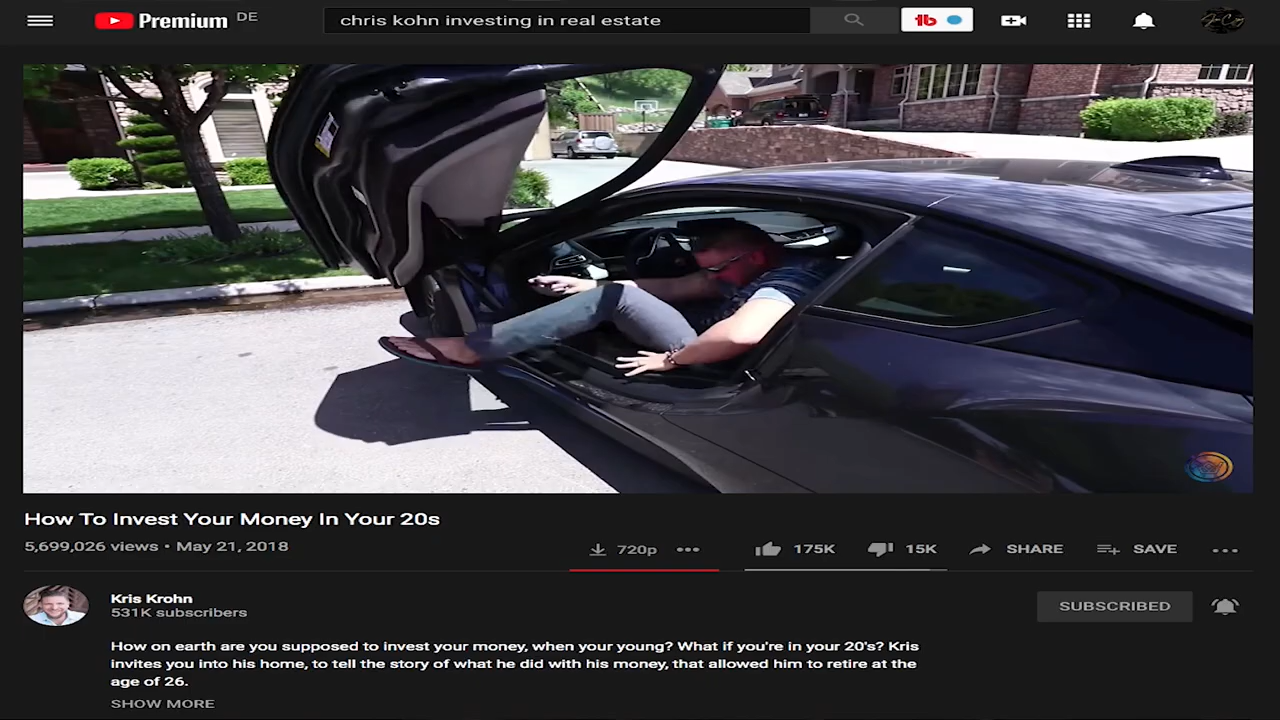 Premium DE
chris kohn investing in real estate
tb
How To Invest Your Money In Your 20s
5,699,026 views • May 21, 2018
720p
175K
15K
SHARE
SAVE
Kris Krohn
531K subscribers
SUBSCRIBED
How on earth are you supposed to invest your money, when your young? What if you're in your 20's? Kris
invites you into his home, to tell the story of what he did with his money, that allowed him to retire at the
age of 26.
SHOW MORE